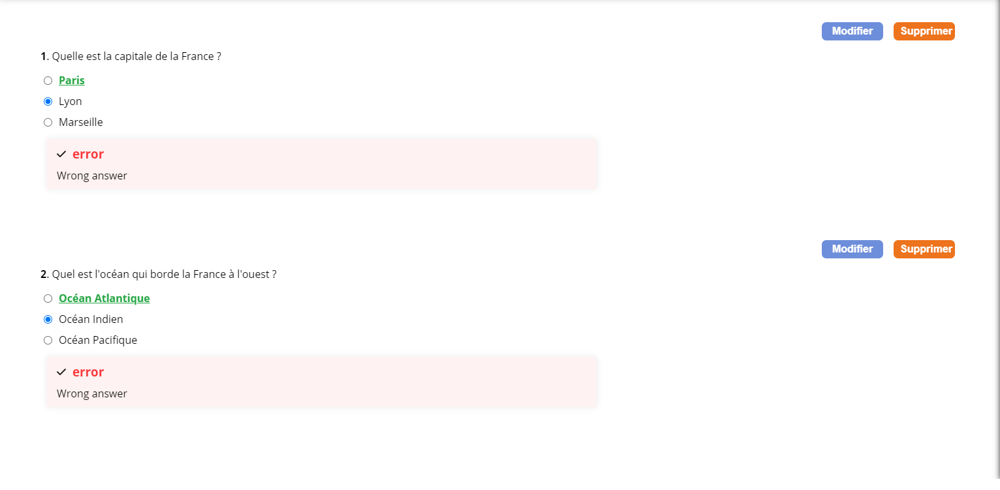 Modifier Supprimer
1. Quelle est la capitale de la France ?
Paris
Lyon
Marseille
error
Wrong answer
Modifier Supprimer
2. Quel est l'océan qui borde la France à l'ouest ?
Océan Atlantique
Océan Indien
Océan Pacifique
error
Wrong answer